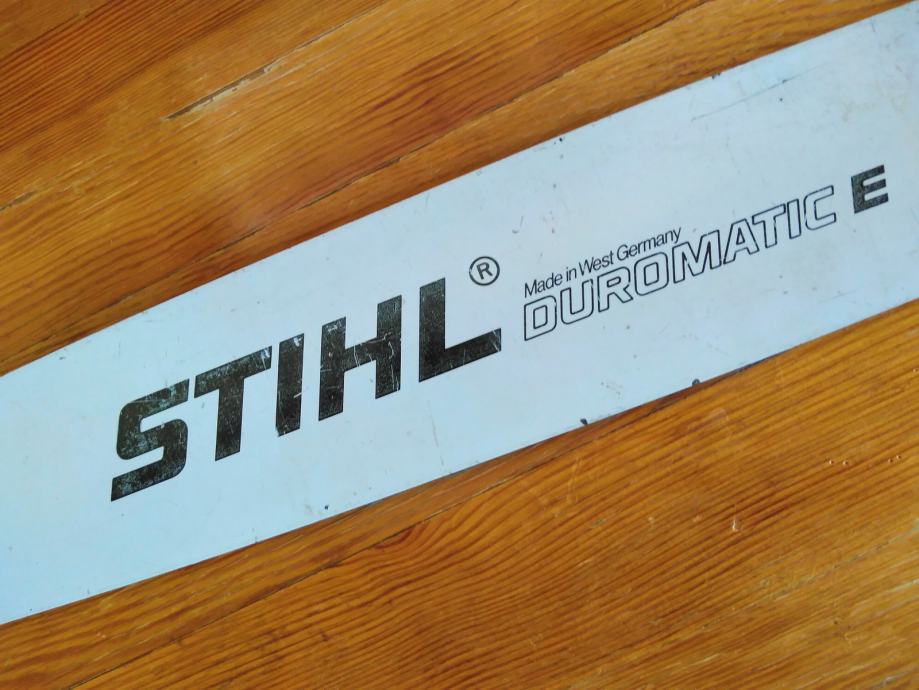 STIHL®
Made in West Germany
DUROMATIC E